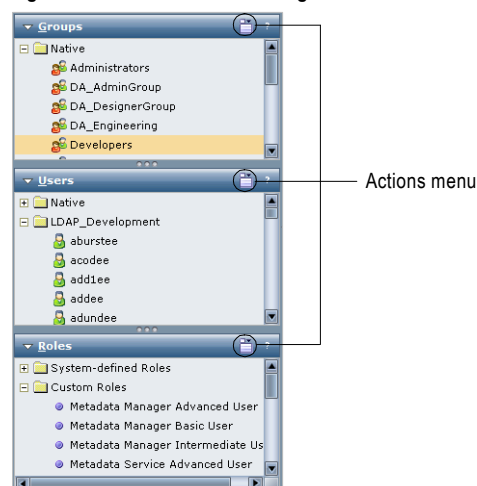 Groups ?
Native
Administrators
DA_AdminGroup
DA_DesignerGroup
DA_Engineering
Developers
Users ?
Actions menu
Native
LDAP_Development
aburstee
acodee
add1ee
addee
adundee
Roles ?
System-defined Roles
Custom Roles
Metadata Manager Advanced User
Metadata Manager Basic User
Metadata Manager Intermediate Us
Metadata Service Advanced User